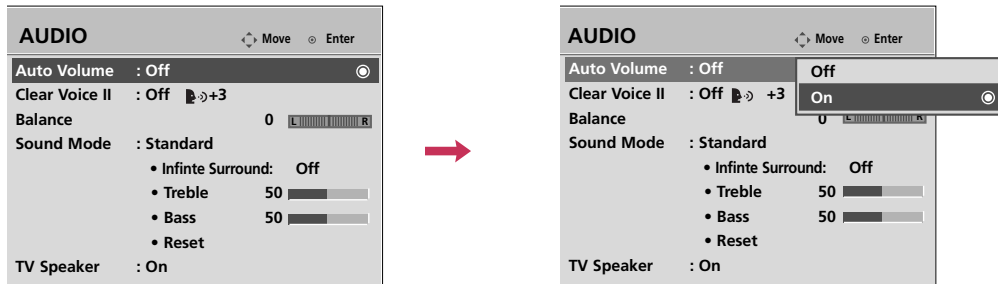 AUDIO
Move Enter
Auto Volume : Off
Clear Voice II : Off +3
Balance 0 L R
Sound Mode : Standard
• Infinte Surround: Off
• Treble 50
• Bass 50
• Reset
TV Speaker : On
AUDIO
Move Enter
Auto Volume : Off
Off
On
Clear Voice II : Off +3
Balance 0 L R
Sound Mode : Standard
• Infinte Surround: Off
• Treble 50
• Bass 50
• Reset
TV Speaker : On